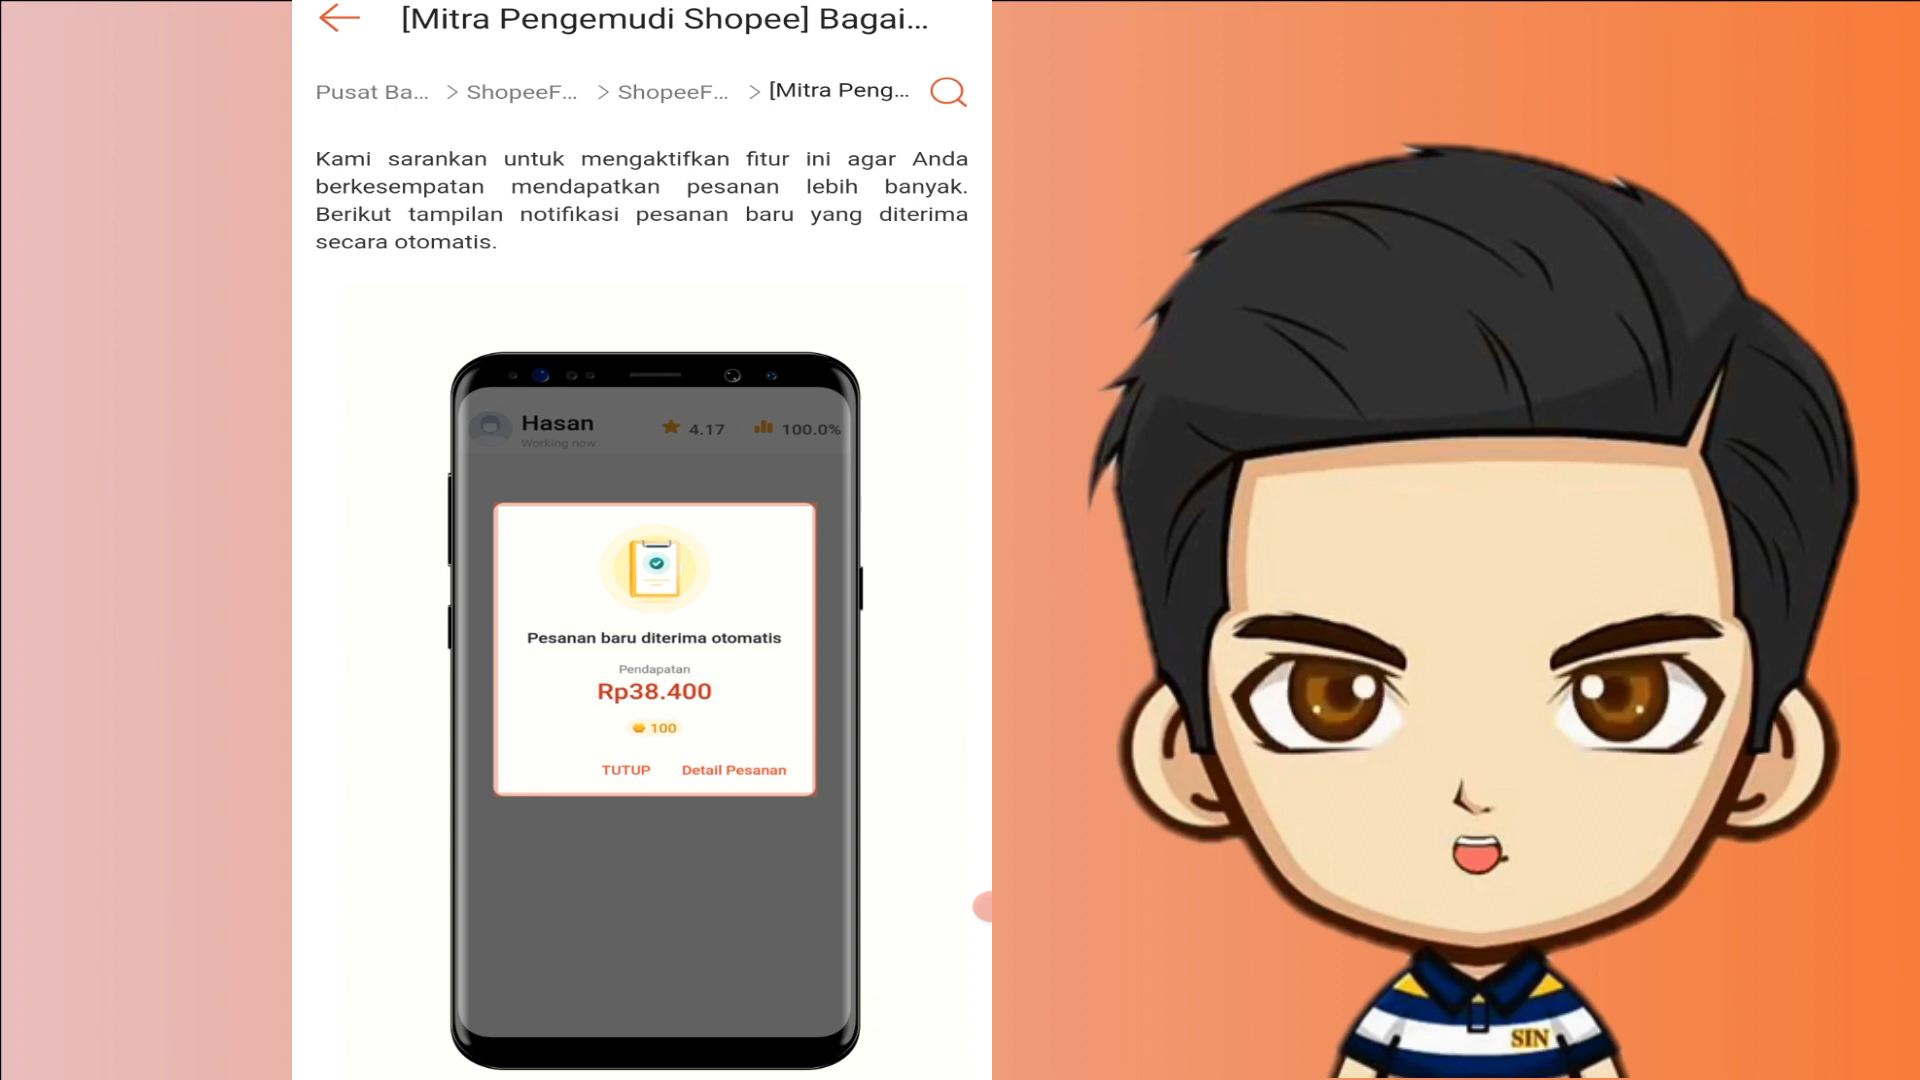 [Mitra Pengemudi Shopee] Bagai...
Pusat Ba... > ShopeeF... > ShopeeF... > [Mitra Peng...
Kami sarankan untuk mengaktifkan fitur ini agar Anda
berkesempatan mendapatkan pesanan lebih banyak.
Berikut tampilan notifikasi pesanan baru yang diterima
secara otomatis.
Hasan 4.17 100.0%
Working now
Pesanan baru diterima otomatis
Pendapatan
Rp38.400
100
TUTUP Detail Pesanan
SIN